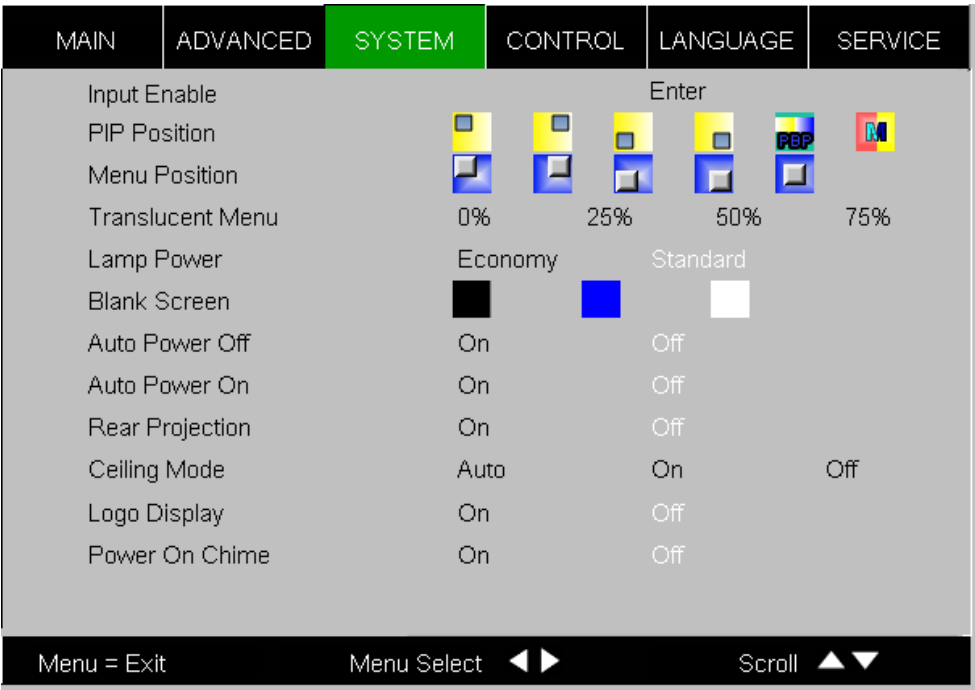 MAIN ADVANCED SYSTEM CONTROL LANGUAGE SERVICE
Input Enable Enter
PIP Position PBP M
Menu Position
Translucent Menu 0% 25% 50% 75%
Lamp Power Economy Standard
Blank Screen
Auto Power Off On Off
Auto Power On On Off
Rear Projection On Off
Ceiling Mode Auto On Off
Logo Display On Off
Power On Chime On Off
Menu = Exit Menu Select Scroll